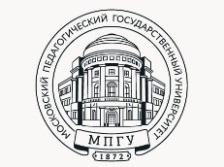 МОСКОВСКИЙ ПЕДАГОГИЧЕСКИЙ ГОСУДАРСТВЕННЫЙ УНИВЕРСИТЕТ
МПГУ
1872